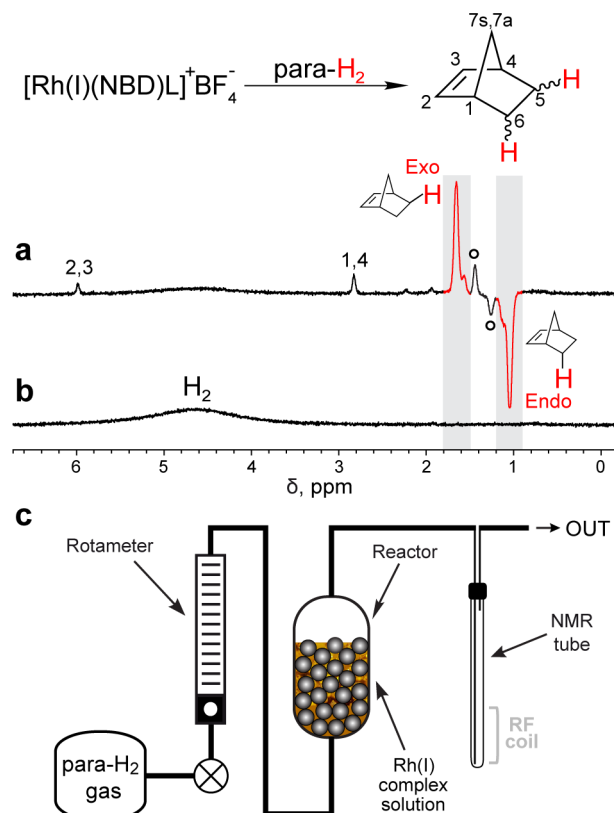 7s,7a
3
4
[Rh(I)(NBD)L]⁺BF₄⁻
para-H₂
H
5
2
1
6
H
Exo
H
a
2,3
1,4
H
Endo
b
H₂
6
5
4
3
2
1
0
δ, ppm
c
OUT
Rotameter
Reactor
NMR
tube
RF
coil
para-H₂
gas
Rh(I)
complex
solution